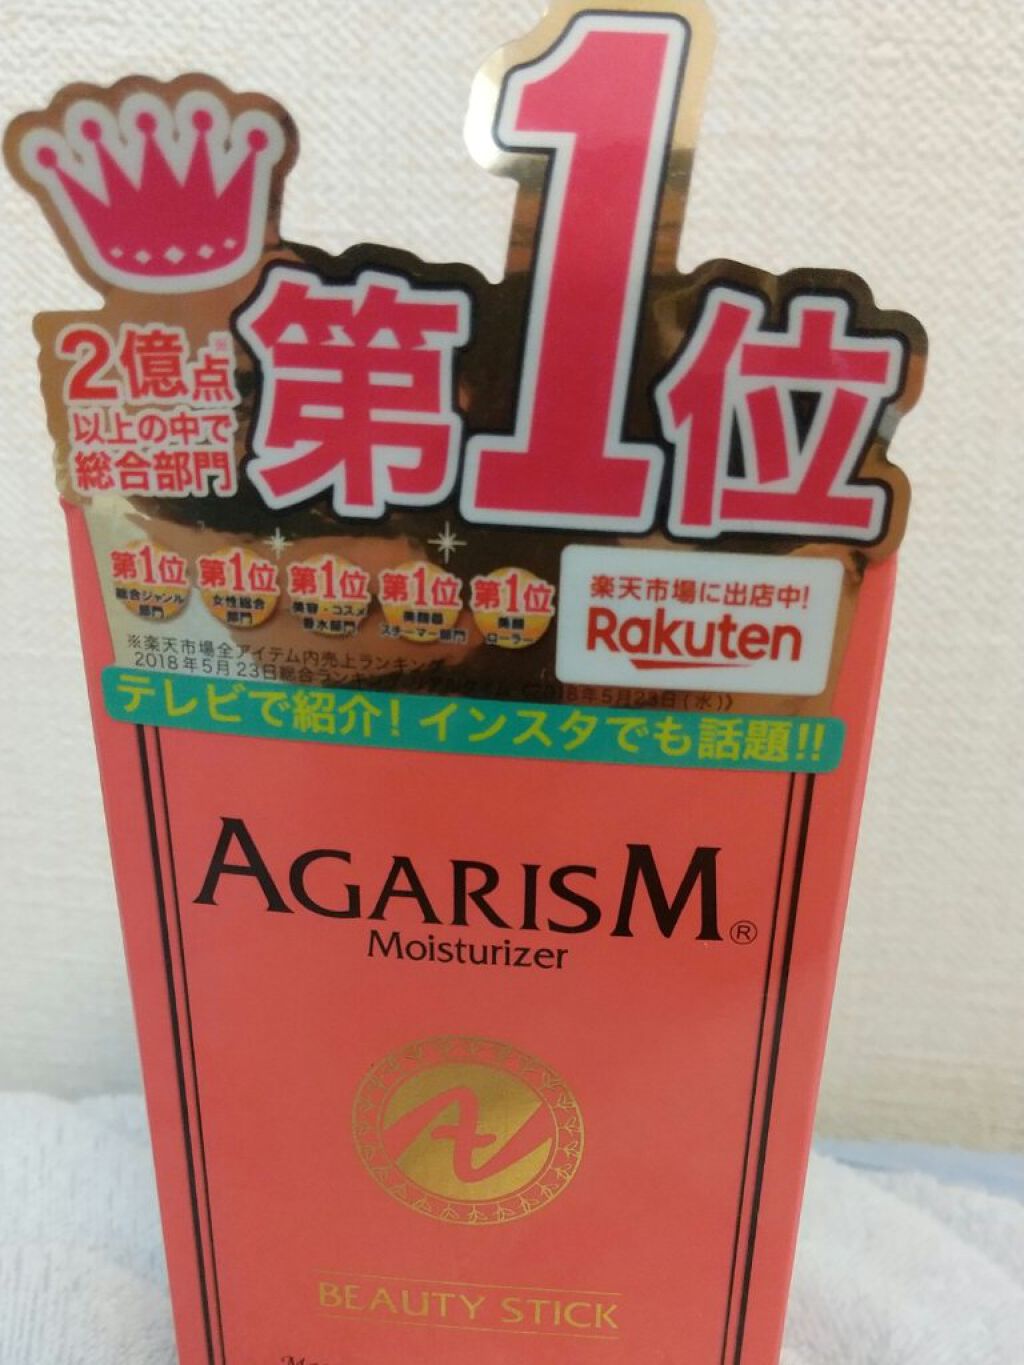 第1位
2億点※
以上の中で
総合部門
第1位
総合ジャンル
部門
第1位
女性総合
部門
第1位
美容・コスメ
香水部門
第1位
美顔器
スチーマー部門
第1位
美顔
ローラー
楽天市場に出店中!
Rakuten
※楽天市場全アイテム内売上ランキング
2018年5月23日総合ランキング
5月23日(水)》
テレビで紹介!インスタでも話題!!
AGARISM®
Moisturizer
BEAUTY STICK